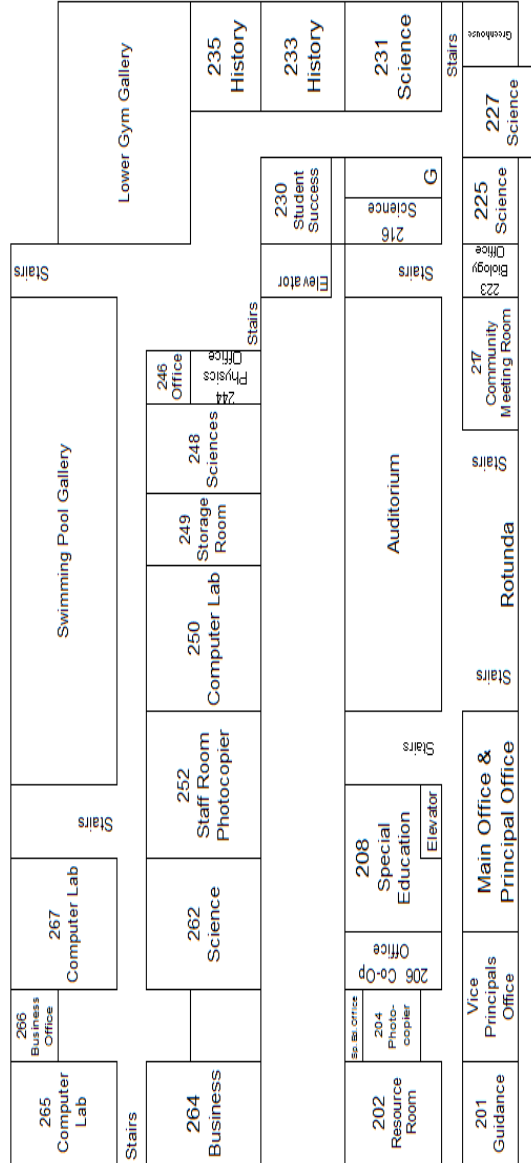 265
Computer
Lab
266
Business
Office
267
Computer Lab
Stairs
Swimming Pool Gallery
Stairs
Lower Gym Gallery
Stairs
264
Business
262
Science
252
Staff Room
Photocopier
250
Computer Lab
249
Storage
Room
248
Sciences
246
Office
244
Physics
Office
Stairs
Elevator
230
Student
Success
235
History
233
History
231
Science
202
Resource
Room
Sp. Ed. Office
204
Photo-
copier
206 Co-Op
Office
208
Special
Education
Elevator
Stairs
Auditorium
Stairs
216
Science
G
Stairs
201
Guidance
Vice
Principals
Office
Main Office &
Principal Office
Stairs
Rotunda
Stairs
217
Community
Meeting Room
223
Biology
Office
225
Science
227
Science
Greenhouse